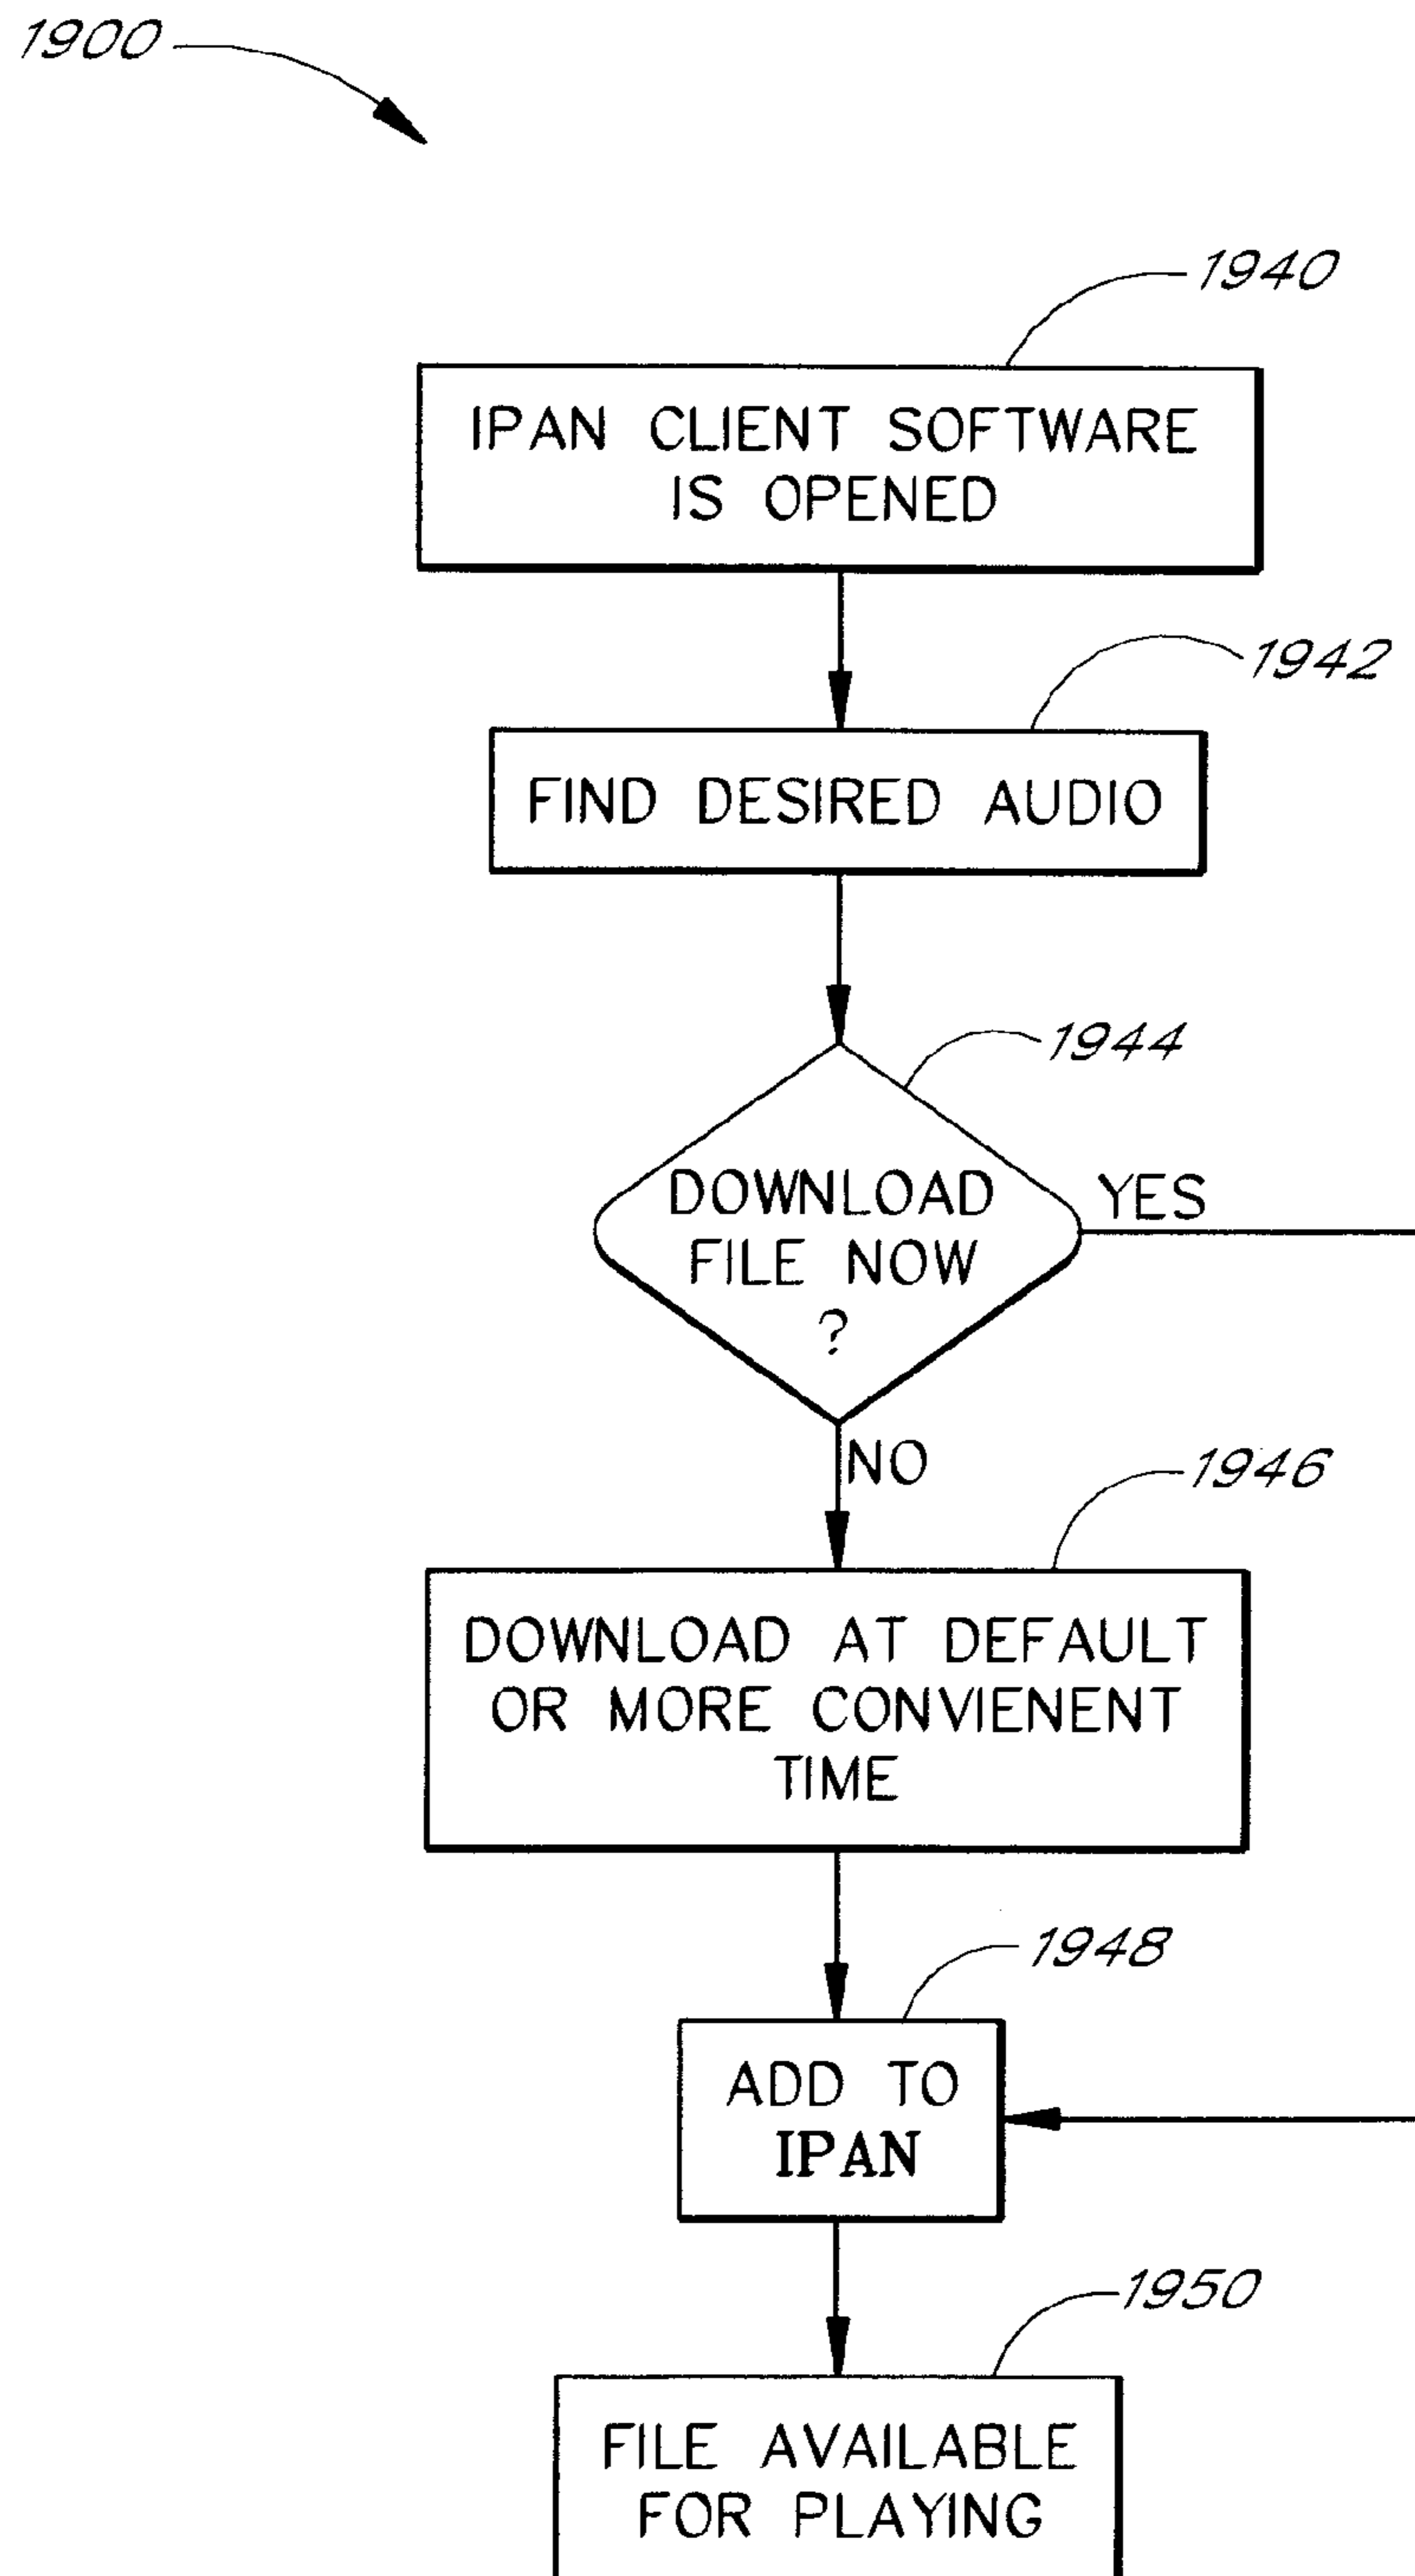 1900
1940
IPAN CLIENT SOFTWARE
IS OPENED
1942
FIND DESIRED AUDIO
1944
DOWNLOAD
FILE NOW
?
YES
NO
1946
DOWNLOAD AT DEFAULT
OR MORE CONVIENENT
TIME
1948
ADD TO
IPAN
1950
FILE AVAILABLE
FOR PLAYING